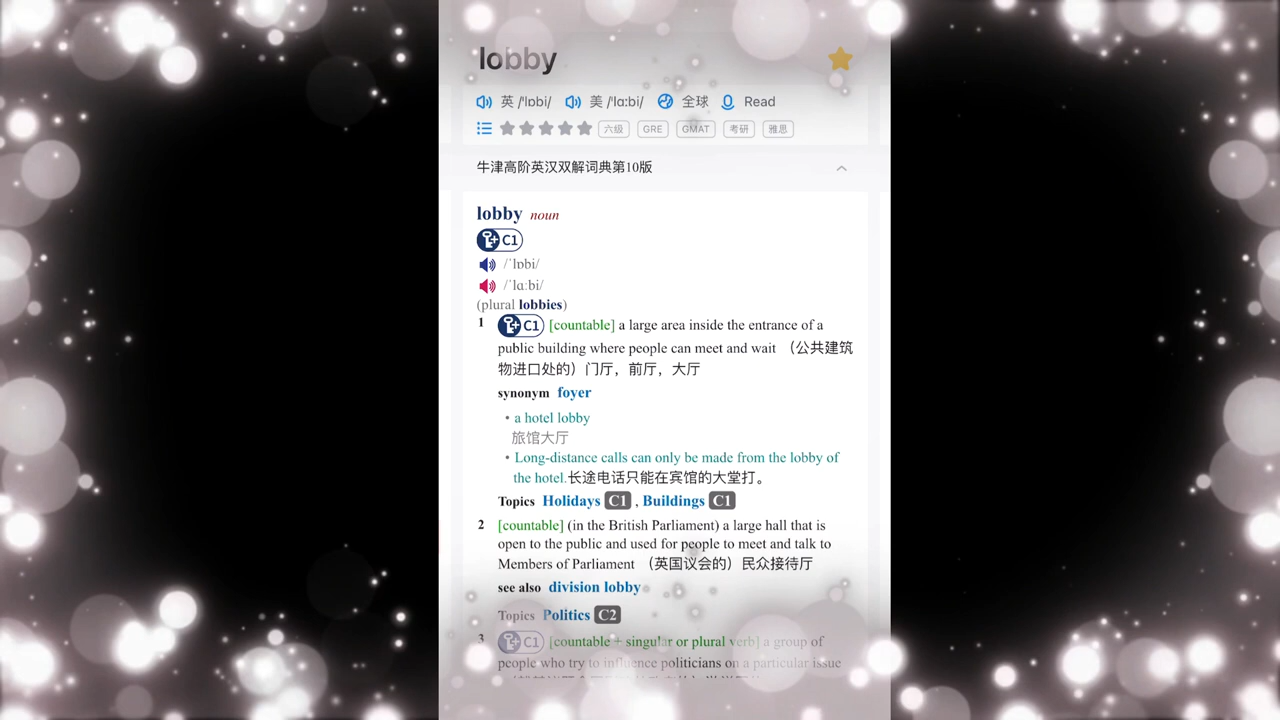 lobby
英 /'lɒbi/ 美 /'lɑːbi/ 全球 Read
六级 GRE GMAT 考研 雅思
牛津高阶英汉双解词典第10版
lobby noun
C1
/ˈlɒbi/
/ˈlɑːbi/
(plural lobbies)
1 C1 [countable] a large area inside the entrance of a
public building where people can meet and wait （公共建筑
物进口处的）门厅，前厅，大厅
synonym foyer
• a hotel lobby
旅馆大厅
• Long-distance calls can only be made from the lobby of
the hotel.长途电话只能在宾馆的大堂打。
Topics Holidays C1 , Buildings C1
2 [countable] (in the British Parliament) a large hall that is
open to the public and used for people to meet and talk to
Members of Parliament （英国议会的）民众接待厅
see also division lobby
Topics Politics C2
3 C1 [countable + singular or plural verb] a group of
people who try to influence politicians on a particular issue